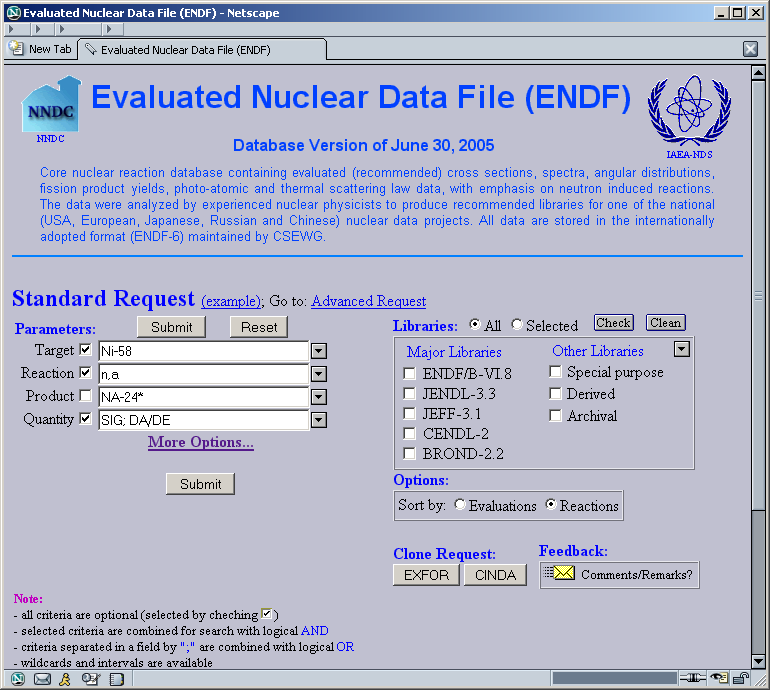 Evaluated Nuclear Data File (ENDF) - Netscape
New Tab
Evaluated Nuclear Data File (ENDF)
NNDC
NNDC
Evaluated Nuclear Data File (ENDF)
IAEA-NDS
Database Version of June 30, 2005
Core nuclear reaction database containing evaluated (recommended) cross sections, spectra, angular distributions,
fission product yields, photo-atomic and thermal scattering law data, with emphasis on neutron induced reactions.
The data were analyzed by experienced nuclear physicists to produce recommended libraries for one of the national
(USA, European, Japanese, Russian and Chinese) nuclear data projects. All data are stored in the internationally
adopted format (ENDF-6) maintained by CSEWG.
Standard Request (example); Go to: Advanced Request
Parameters: Submit Reset
Target Ni-58
Reaction n,a
Product NA-24*
Quantity SIG; DA/DE
More Options...
Submit
Libraries: All Selected Check Clean
Major Libraries Other Libraries
ENDF/B-VI.8 Special purpose
JENDL-3.3 Derived
JEFF-3.1 Archival
CENDL-2
BROND-2.2
Options:
Sort by: Evaluations Reactions
Clone Request: Feedback:
EXFOR CINDA Comments/Remarks?
Note:
- all criteria are optional (selected by cheching )
- selected criteria are combined for search with logical AND
- criteria separated in a field by ";" are combined with logical OR
- wildcards and intervals are available